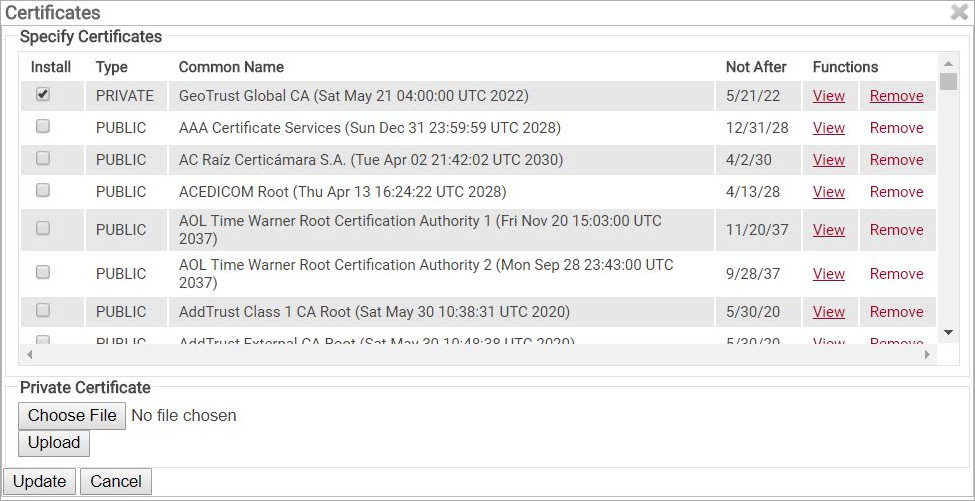 Certificates
Specify Certificates
Install Type Common Name Not After Functions
PRIVATE GeoTrust Global CA (Sat May 21 04:00:00 UTC 2022) 5/21/22 View Remove
PUBLIC AAA Certificate Services (Sun Dec 31 23:59:59 UTC 2028) 12/31/28 View Remove
PUBLIC AC Raíz Certicámara S.A. (Tue Apr 02 21:42:02 UTC 2030) 4/2/30 View Remove
PUBLIC ACEDICOM Root (Thu Apr 13 16:24:22 UTC 2028) 4/13/28 View Remove
PUBLIC AOL Time Warner Root Certification Authority 1 (Fri Nov 20 15:03:00 UTC 11/20/37 View Remove
2037)
PUBLIC AOL Time Warner Root Certification Authority 2 (Mon Sep 28 23:43:00 UTC 9/28/37 View Remove
2037)
PUBLIC AddTrust Class 1 CA Root (Sat May 30 10:38:31 UTC 2020) 5/30/20 View Remove
PUBLIC AddTrust External CA Root (Sat May 30 10:48:38 UTC 2020) 5/30/20 View Remove
Private Certificate
Choose File No file chosen
Upload
Update Cancel